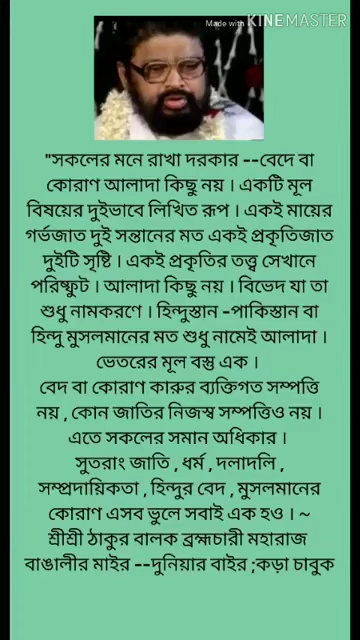 Made with KINEMASTER
"সকলের মনে রাখা দরকার --বেদে বা
কোরাণ আলাদা কিছু নয় । একটি মূল
বিষয়ের দুইভাবে লিখিত রূপ । একই মায়ের
গর্ভজাত দুই সন্তানের মত একই প্রকৃতিজাত
দুইটি সৃষ্টি । একই প্রকৃতির তত্ত্ব সেখানে
পরিষ্ফুট । আলাদা কিছু নয় । বিভেদ যা তা
শুধু নামকরণে । হিন্দুস্তান -পাকিস্তান বা
হিন্দু মুসলমানের মত শুধু নামেই আলাদা ।
ভেতরের মূল বস্তু এক ।
বেদ বা কোরাণ কারুর ব্যক্তিগত সম্পত্তি
নয় , কোন জাতির নিজস্ব সম্পত্তিও নয় ।
এতে সকলের সমান অধিকার ।
সুতরাং জাতি , ধর্ম , দলাদলি ,
সম্প্রদায়িকতা , হিন্দুর বেদ , মুসলমানের
কোরাণ এসব ভুলে সবাই এক হও । ~
শ্রীশ্রী ঠাকুর বালক ব্রহ্মচারী মহারাজ
বাঙালীর মাইর --দুনিয়ার বাইর ;কড়া চাবুক